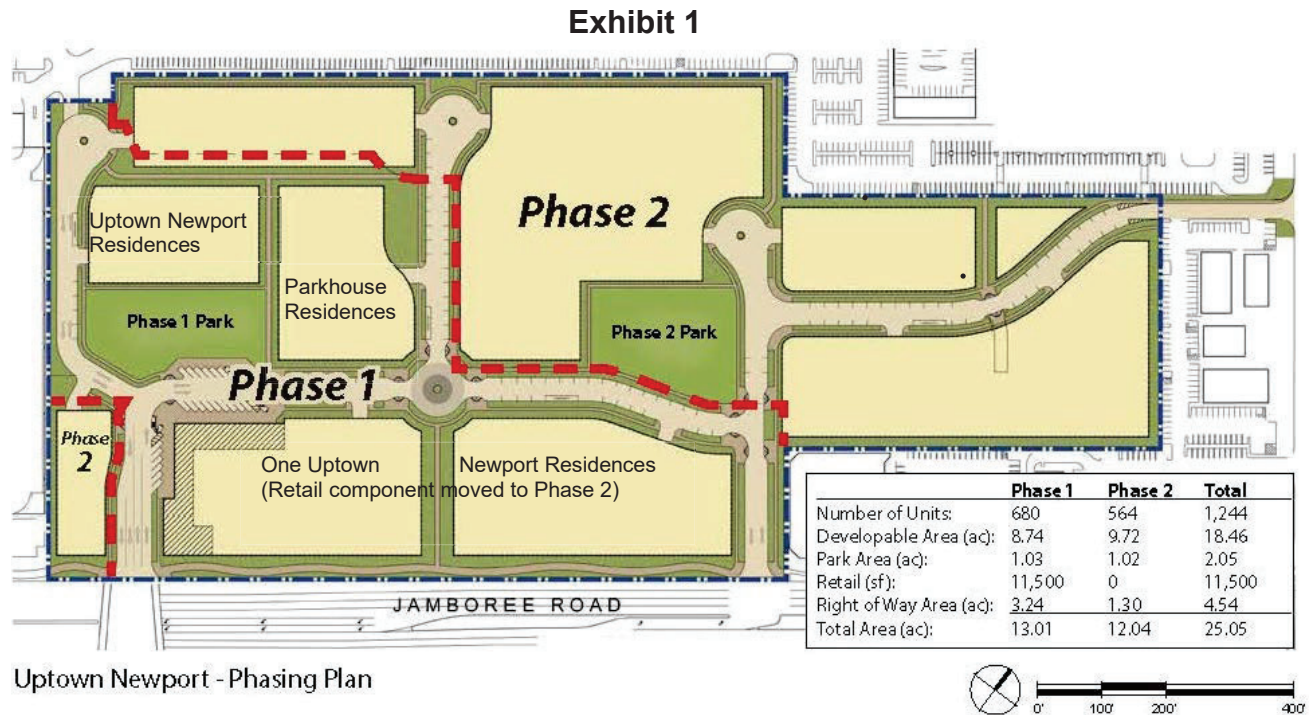 Exhibit 1
Uptown Newport
Residences
Parkhouse
Residences
Phase 2
Phase 1 Park
Phase 2 Park
Phase 1
Phase
2
One Uptown
(Retail component moved to Phase 2)
Newport Residences
JAMBOREE ROAD
Phase 1 Phase 2 Total
Number of Units: 680 564 1,244
Developable Area (ac): 8.74 9.72 18.46
Park Area (ac): 1.03 1.02 2.05
Retail (sf): 11,500 0 11,500
Right of Way Area (ac): 3.24 1.30 4.54
Total Area (ac): 13.01 12.04 25.05
Uptown Newport - Phasing Plan
0' 100' 200' 400'